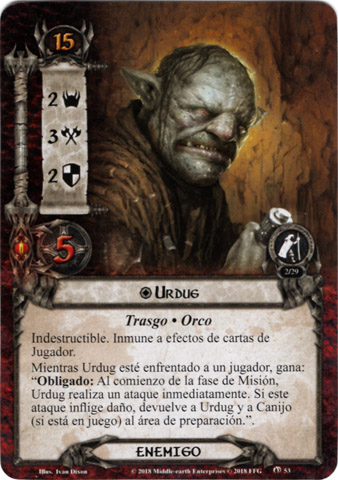 15
2
3
2
5
2/29
Urdug
Trasgo • Orco
Indestructible. Inmune a efectos de cartas de
Jugador.
Mientras Urdug esté enfrentado a un jugador, gana:
“Obligado: Al comienzo de la fase de Misión,
Urdug realiza un ataque inmediatamente. Si este
ataque inflige daño, devuelve a Urdug y a Canijo
(si está en juego) al área de preparación.”.
ENEMIGO
Illus. Ivan Dixon © 2018 Middle-earth Enterprises © 2018 FFG 53